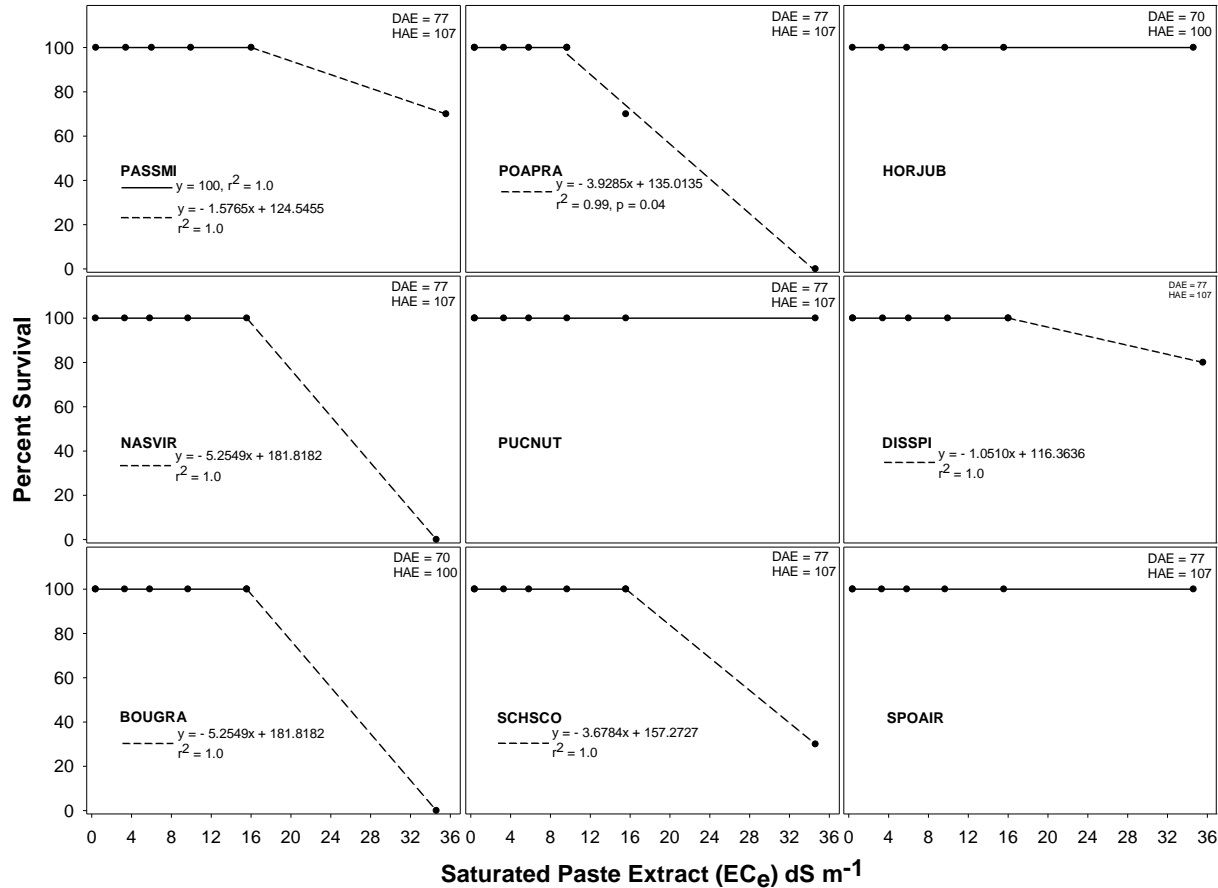 Percent Survival
DAE = 77
HAE = 107
100
80
60
40
20
0
PASSMI
y = 100, r² = 1.0
y = - 1.5765x + 124.5455
r² = 1.0
DAE = 77
HAE = 107
POAPRA
y = - 3.9285x + 135.0135
r² = 0.99, p = 0.04
DAE = 70
HAE = 100
HORJUB
DAE = 77
HAE = 107
100
80
60
40
20
0
NASVIR
y = - 5.2549x + 181.8182
r² = 1.0
DAE = 77
HAE = 107
PUCNUT
DAE = 77
HAE = 107
DISSPI
y = - 1.0510x + 116.3636
r² = 1.0
DAE = 70
HAE = 100
100
80
60
40
20
0
BOUGRA
y = - 5.2549x + 181.8182
r² = 1.0
DAE = 77
HAE = 107
SCHSCO
y = - 3.6784x + 157.2727
r² = 1.0
DAE = 77
HAE = 107
SPOAIR
0 4 8 12 16 20 24 28 32 36
0 4 8 12 16 20 24 28 32 36
0 4 8 12 16 20 24 28 32 36
Saturated Paste Extract (ECe) dS m-1